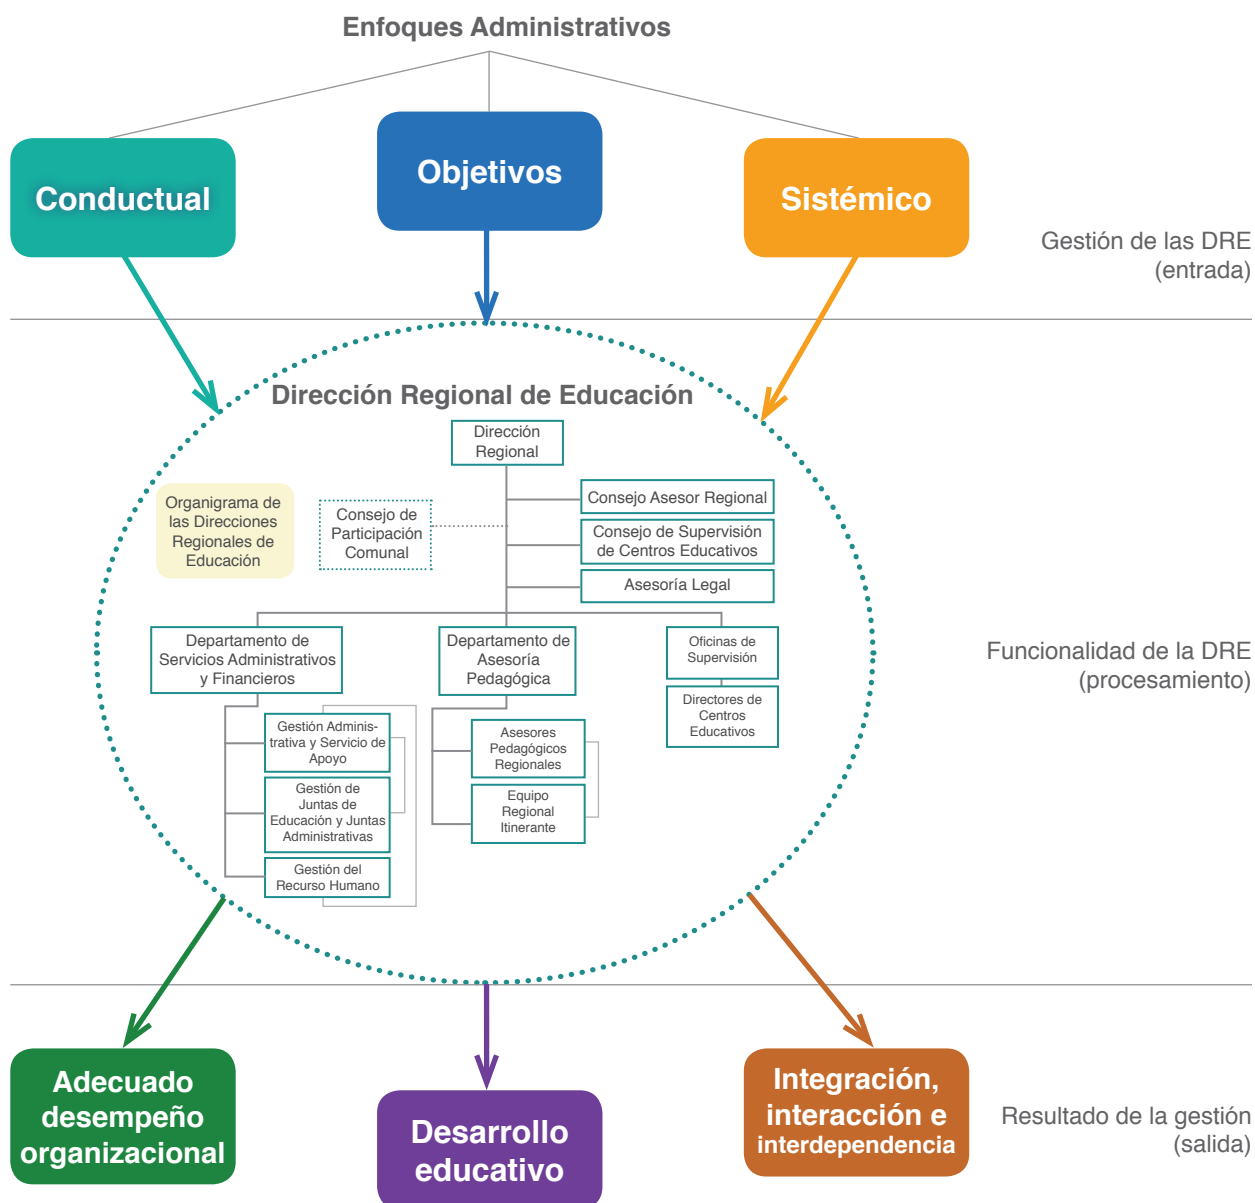 Enfoques Administrativos
Conductual
Objetivos
Sistémico
Gestión de las DRE
(entrada)
Dirección Regional de Educación
Dirección
Regional
Organigrama de
las Direcciones
Regionales de
Educación
Consejo de
Participación
Comunal
Consejo Asesor Regional
Consejo de Supervisión
de Centros Educativos
Asesoría Legal
Departamento de
Servicios Administrativos
y Financieros
Departamento de
Asesoría
Pedagógica
Oficinas de
Supervisión
Directores de
Centros
Educativos
Gestión Adminis-
trativa y Servicio de
Apoyo
Gestión de
Juntas de
Educación y Juntas
Administrativas
Gestión del
Recurso Humano
Asesores
Pedagógicos
Regionales
Equipo
Regional
Itinerante
Funcionalidad de la DRE
(procesamiento)
Adecuado
desempeño
organizacional
Desarrollo
educativo
Integración,
interacción e
interdependencia
Resultado de la gestión
(salida)